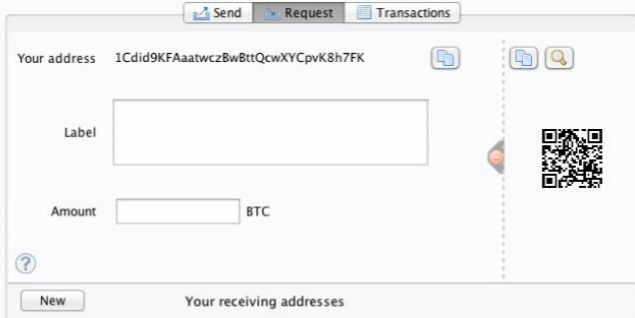 Send Request Transactions
Your address 1Cdid9KFAaatwczBwBttQcwXYCpvK8h7FK
Label
Amount BTC
?
New Your receiving addresses